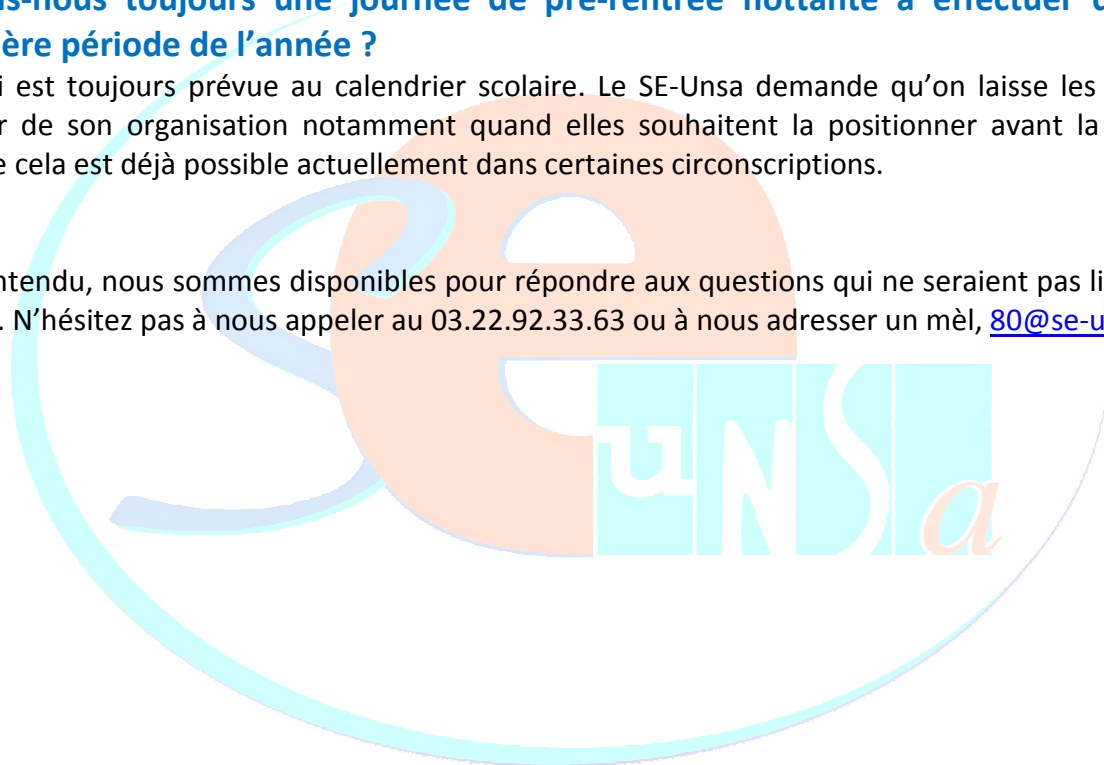 ns-nous toujours une journée de pré-rentrée flottante à effectuer d
ère période de l’année ?
i est toujours prévue au calendrier scolaire. Le SE-Unsa demande qu’on laisse les
r de son organisation notamment quand elles souhaitent la positionner avant la
e cela est déjà possible actuellement dans certaines circonscriptions.
ntendu, nous sommes disponibles pour répondre aux questions qui ne seraient pas li
. N’hésitez pas à nous appeler au 03.22.92.33.63 ou à nous adresser un mèl, 80@se-u
Se
uNSa